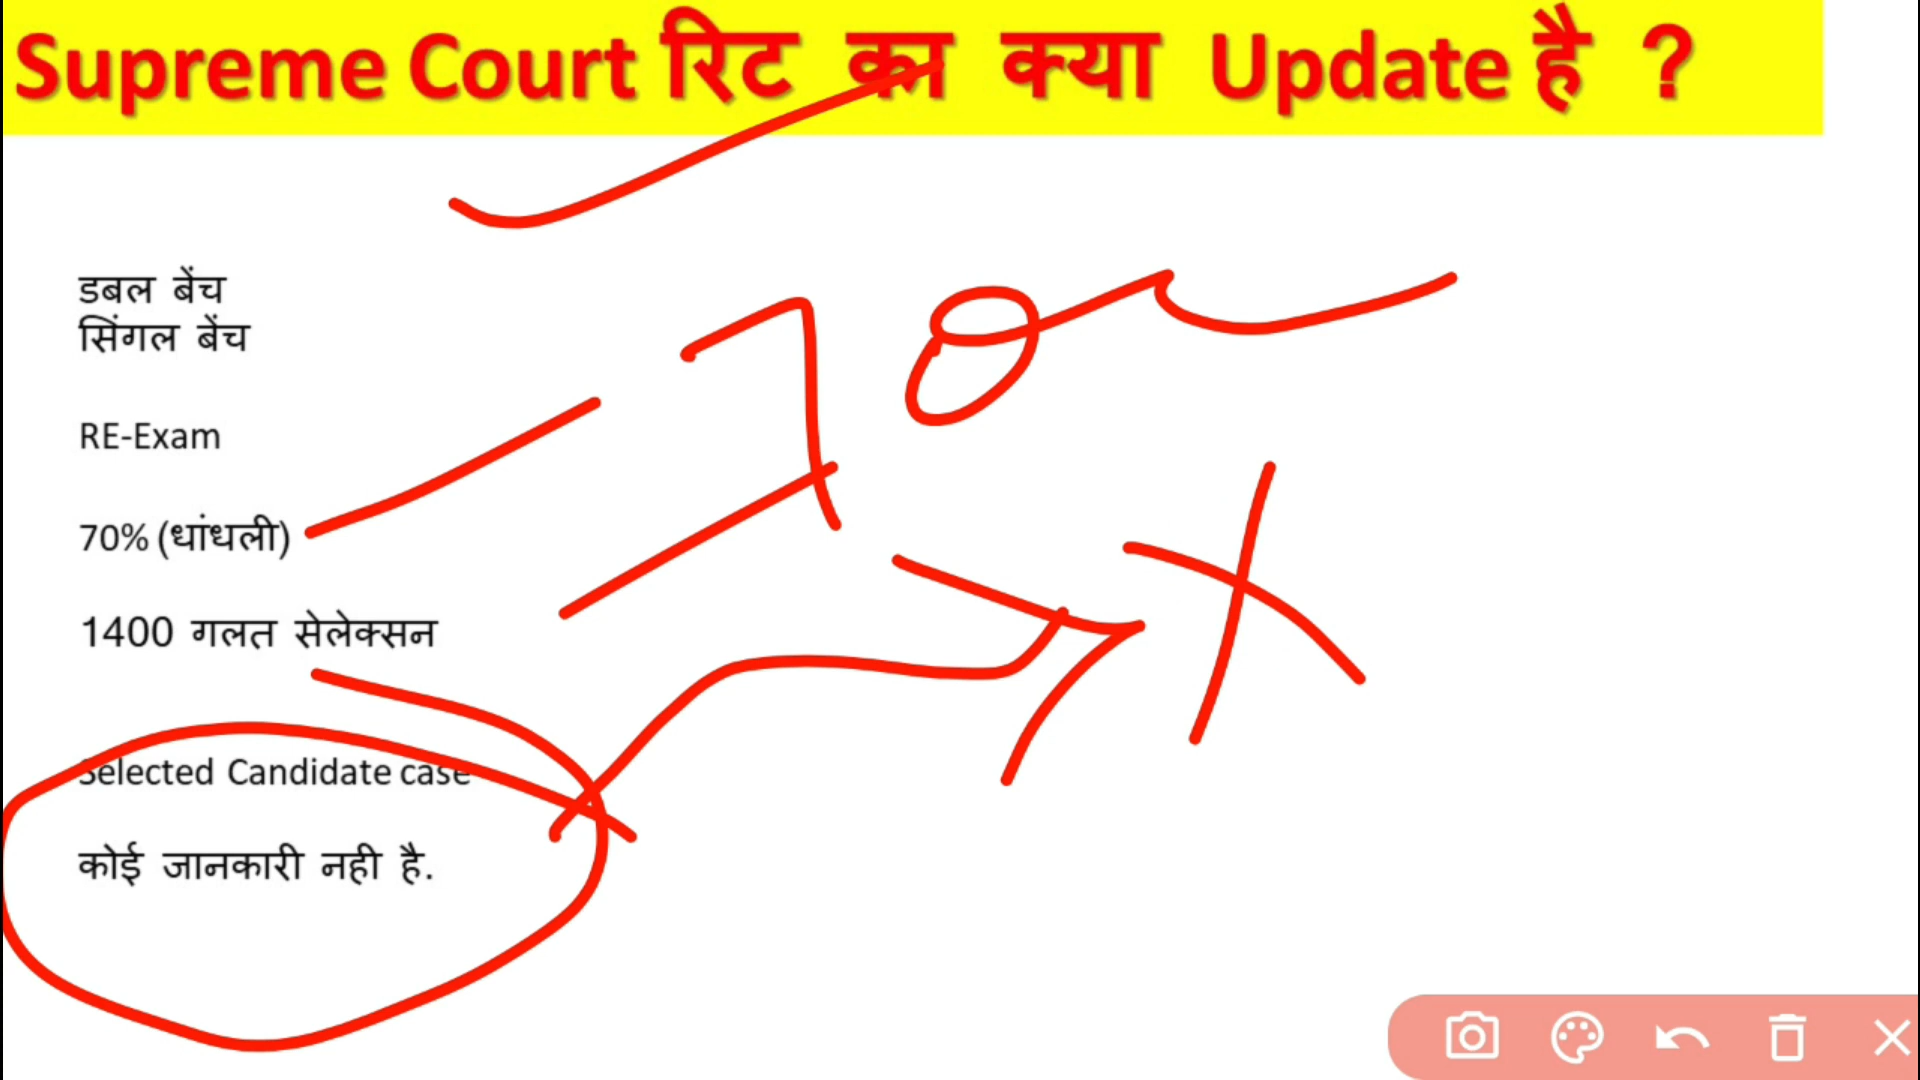 Supreme Court रिट का क्या Update है ?
डबल बेंच
सिंगल बेंच
RE-Exam
70% (धांधली)
1400 गलत सेलेक्सन
Selected Candidate case
कोई जानकारी नही है.